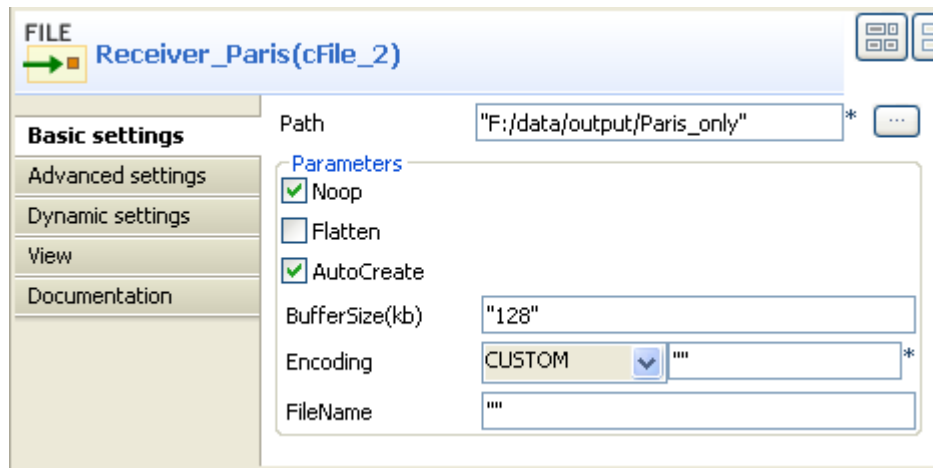 FILE
Receiver_Paris(cFile_2)
Basic settings
Advanced settings
Dynamic settings
View
Documentation
Path "F:/data/output/Paris_only" * ...
Parameters
Noop
Flatten
AutoCreate
BufferSize(kb) "128"
Encoding CUSTOM "" *
FileName ""